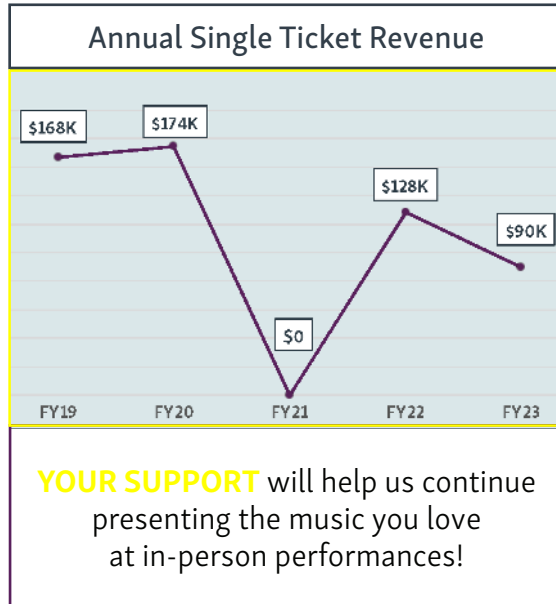 Annual Single Ticket Revenue
$168K
$174K
$128K
$90K
$0
FY19 FY20 FY21 FY22 FY23
YOUR SUPPORT will help us continue
presenting the music you love
at in-person performances!